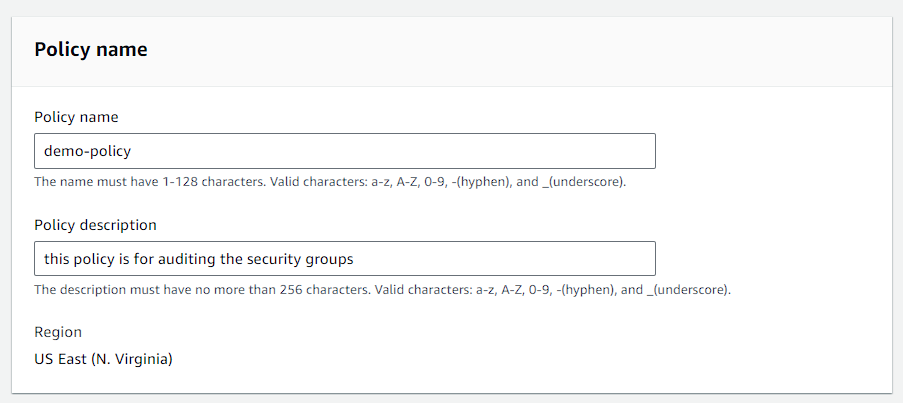 Policy name
Policy name
demo-policy
The name must have 1-128 characters. Valid characters: a-z, A-Z, 0-9, -(hyphen), and _(underscore).
Policy description
this policy is for auditing the security groups
The description must have no more than 256 characters. Valid characters: a-z, A-Z, 0-9, -(hyphen), and _(underscore).
Region
US East (N. Virginia)